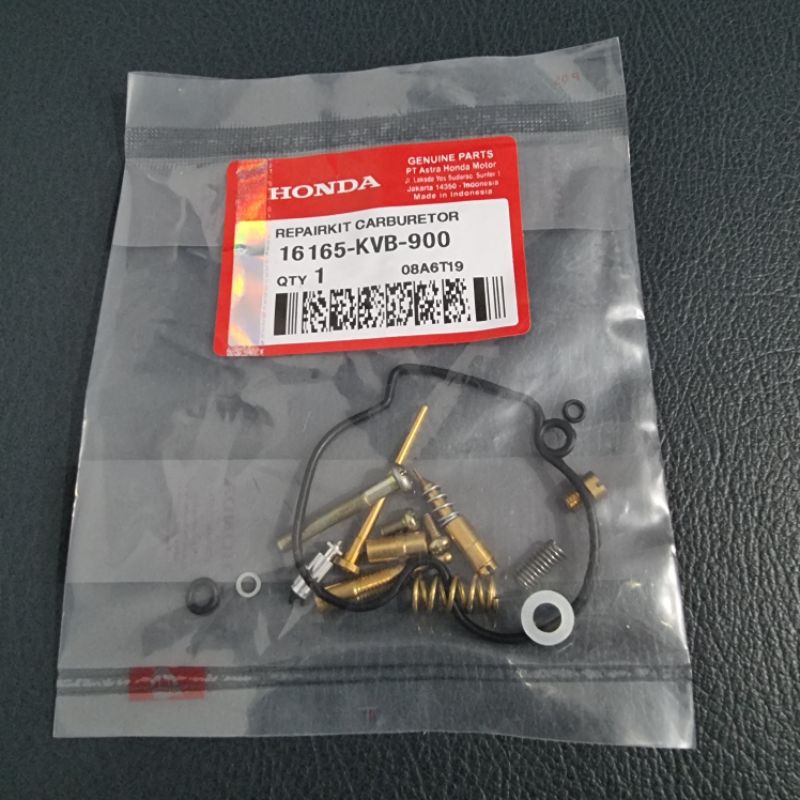 HONDA
GENUINE PARTS
PT Astra Honda Motor
Jl. Laksda Yos Sudarso, Sunter 1
Jakarta 14350 - Indonesia
Made in Indonesia
REPAIRKIT CARBURETOR
16165-KVB-900
QTY 1
08A6T19